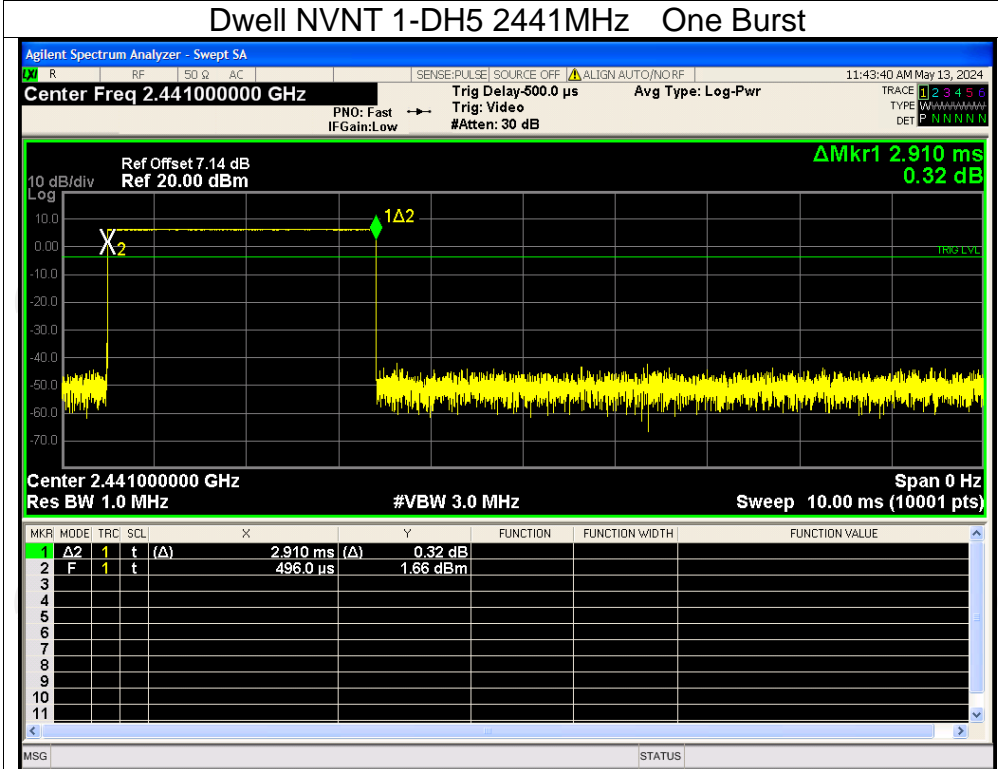 Dwell NVNT 1-DH5 2441MHz One Burst
Agilent Spectrum Analyzer - Swept SA
LXI R RF 50 Ω AC SENSE:PULSE SOURCE OFF ALIGN AUTO/NO RF 11:43:40 AM May 13, 2024
Center Freq 2.441000000 GHz
PNO: Fast
IFGain:Low
Trig Delay-500.0 µs
Trig: Video
#Atten: 30 dB
Avg Type: Log-Pwr
TRACE 1 2 3 4 5 6
TYPE WWWWWW
DET P N N N N N
ΔMkr1 2.910 ms
0.32 dB
Ref Offset 7.14 dB
10 dB/div Ref 20.00 dBm
Log
10.0
0.00
-10.0
-20.0
-30.0
-40.0
-50.0
-60.0
-70.0
1Δ2
X2
TRIG LVL
Center 2.441000000 GHz Span 0 Hz
Res BW 1.0 MHz #VBW 3.0 MHz Sweep 10.00 ms (10001 pts)
MKR MODE TRC SCL X Y FUNCTION FUNCTION WIDTH FUNCTION VALUE
1 Δ2 1 t (Δ) 2.910 ms (Δ) 0.32 dB
2 F 1 t 496.0 µs 1.66 dBm
3
4
5
6
7
8
9
10
11
MSG STATUS